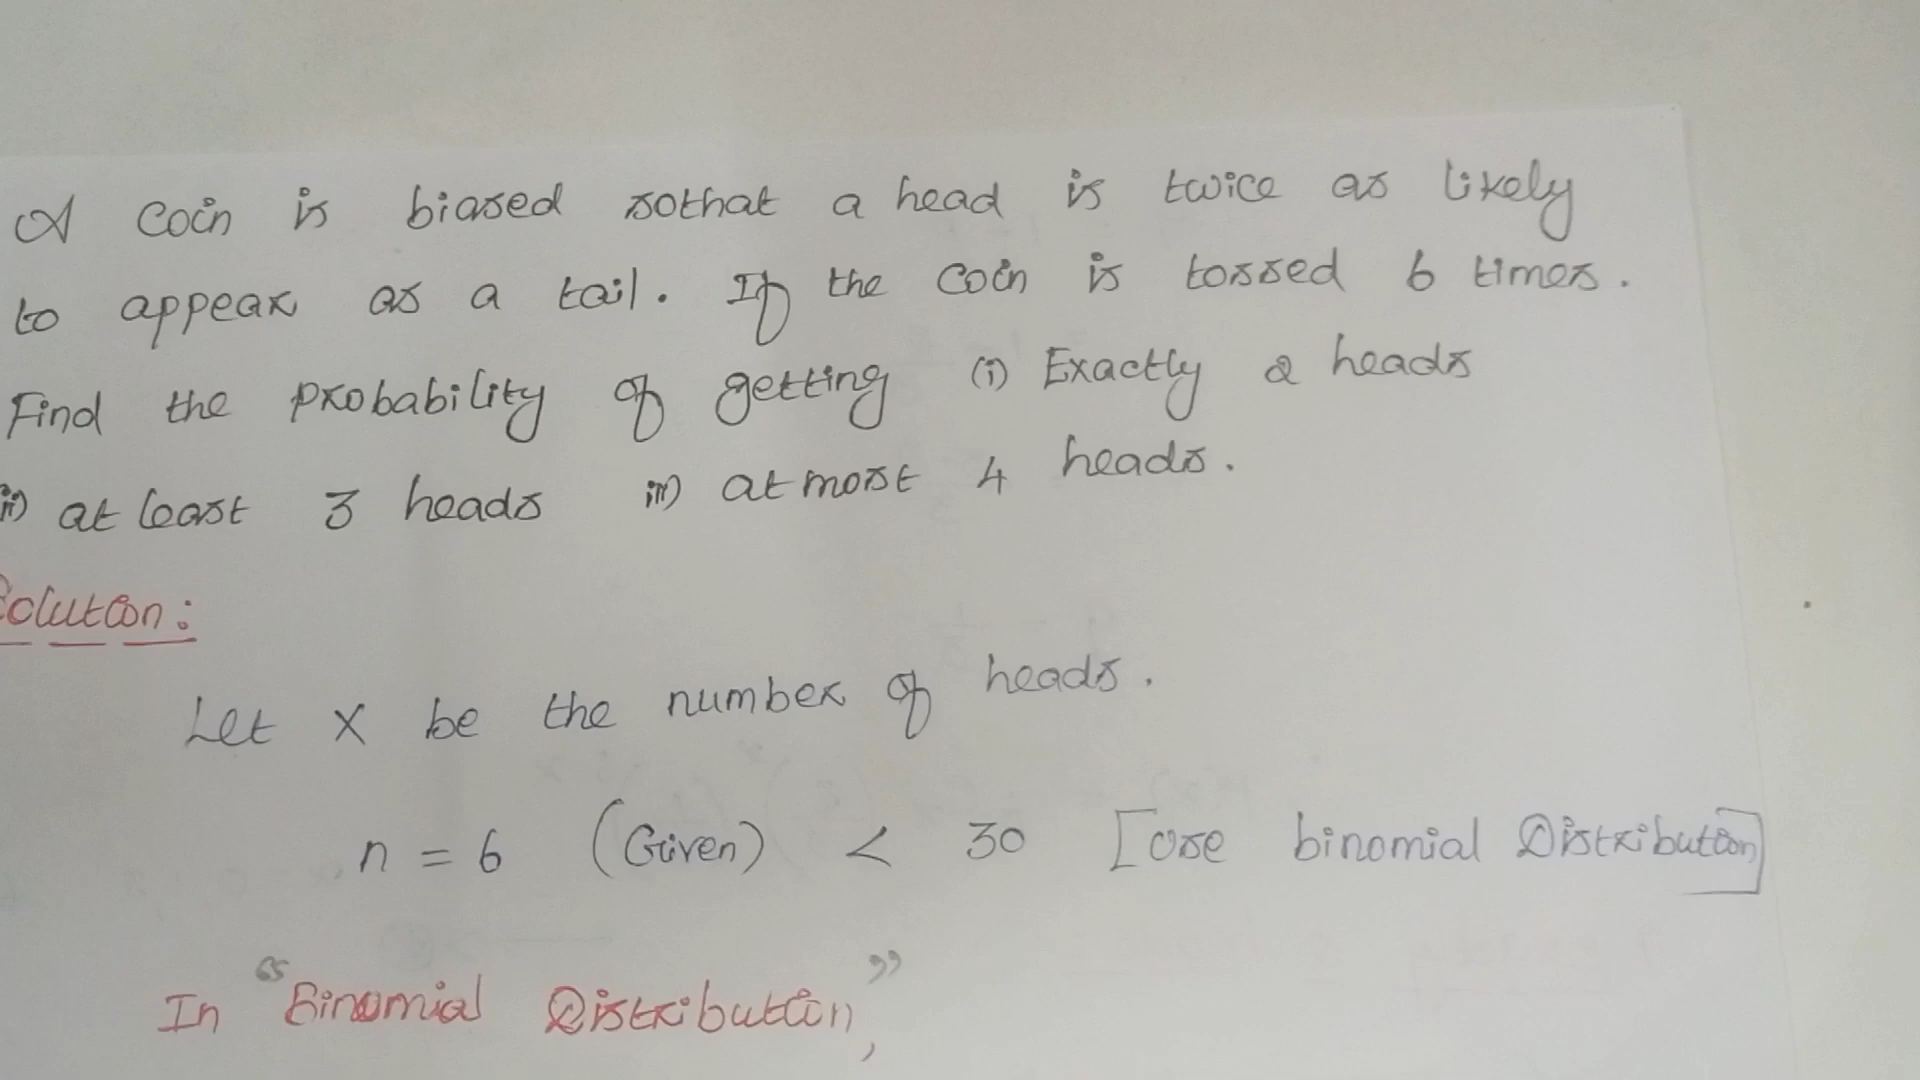 A coin is biased sothat a head is twice as likely
to appear as a tail. If the coin is tossed 6 times.
Find the probability of getting (i) Exactly 2 heads
ii) at least 3 heads iii) atmost 4 heads.
Solution:
Let X be the number of heads.
n = 6 (Given) < 30 [use binomial Distribution]
In "Binomial Distribution",